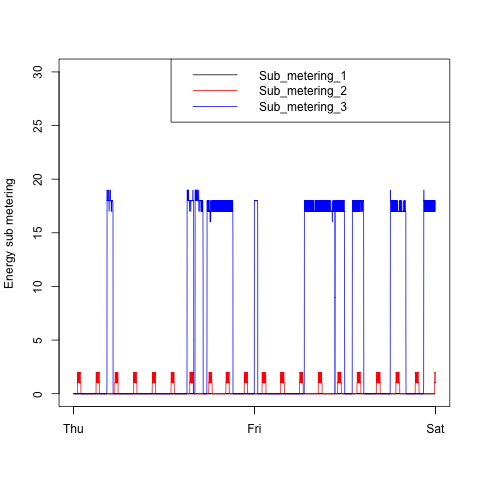 Sub_metering_1
Sub_metering_2
Sub_metering_3
Energy sub metering
30
25
20
15
10
5
0
Thu Fri Sat